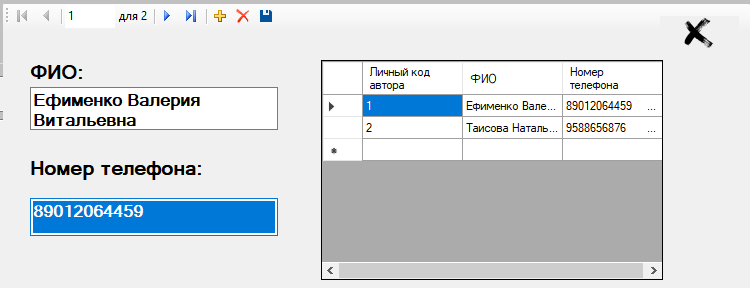 1 для 2
ФИО:
Ефименко Валерия
Витальевна
Номер телефона:
89012064459
Личный код
автора
ФИО
Номер
телефона
1 Ефименко Вале... 89012064459 ...
2 Таисова Наталь... 9588656876 ...